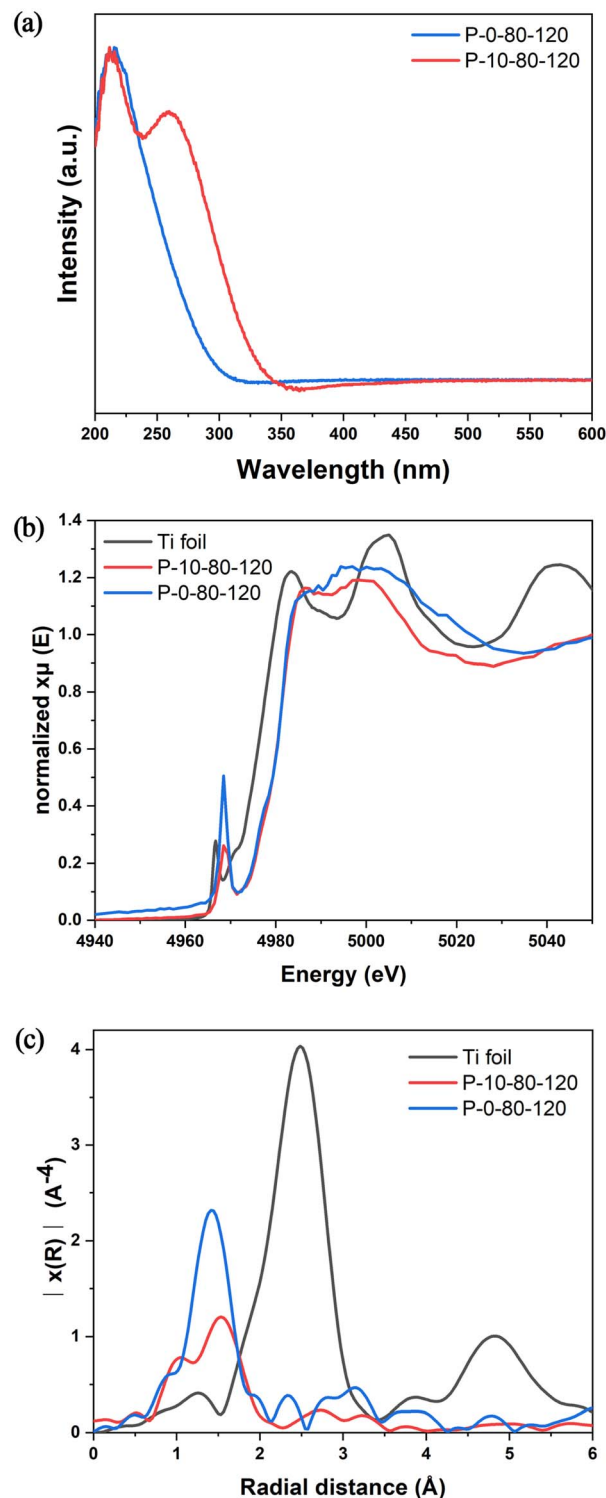 (a)
P-0-80-120
P-10-80-120
Intensity (a.u.)
200 250 300 350 400 450 500 550 600
Wavelength (nm)
(b)
1.4
1.2
1.0
0.8
0.6
0.4
0.2
0.0
Ti foil
P-10-80-120
P-0-80-120
normalized xμ (E)
4940 4960 4980 5000 5020 5040
Energy (eV)
(c)
4
3
2
1
0
Ti foil
P-10-80-120
P-0-80-120
| x(R) | (A⁻⁴)
0 1 2 3 4 5 6
Radial distance (Å)